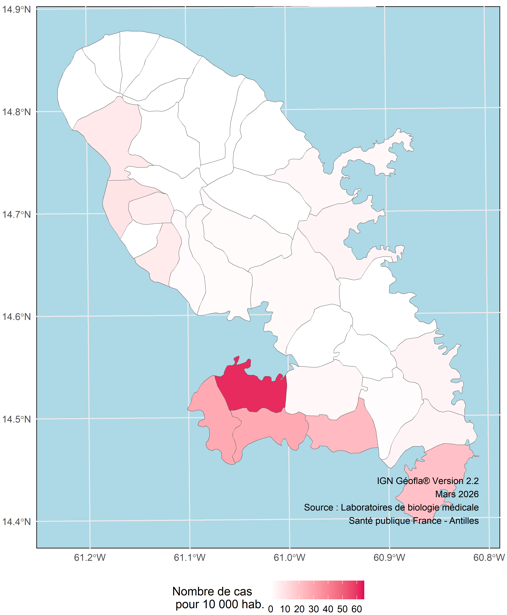 14.9°N
14.8°N
14.7°N
14.6°N
14.5°N
14.4°N
IGN Géofla® Version 2.2
Mars 2026
Source : Laboratoires de biologie médicale
Santé publique France - Antilles
61.2°W 61.1°W 61.0°W 60.9°W 60.8°W
Nombre de cas
pour 10 000 hab.
0 10 20 30 40 50 60